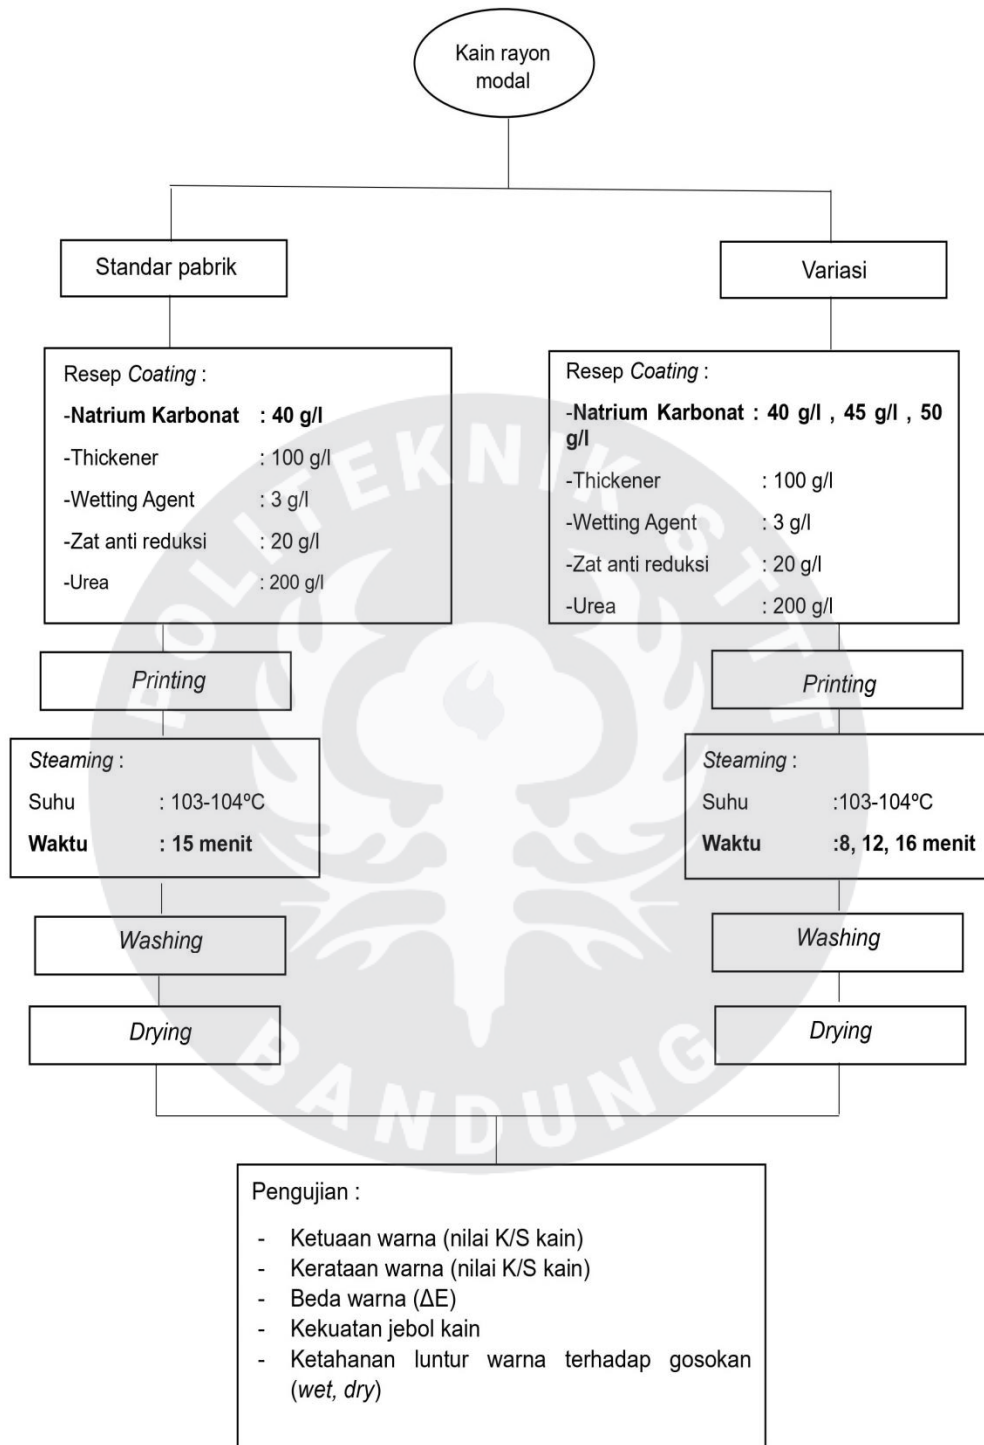 Kain rayon
modal
Standar pabrik
Variasi
Resep Coating :
-Natrium Karbonat : 40 g/l
-Thickener : 100 g/l
-Wetting Agent : 3 g/l
-Zat anti reduksi : 20 g/l
-Urea : 200 g/l
Resep Coating :
-Natrium Karbonat : 40 g/l , 45 g/l , 50
g/l
-Thickener : 100 g/l
-Wetting Agent : 3 g/l
-Zat anti reduksi : 20 g/l
-Urea : 200 g/l
Printing
Printing
Steaming :
Suhu : 103-104ºC
Waktu : 15 menit
Steaming :
Suhu :103-104ºC
Waktu :8, 12, 16 menit
Washing
Washing
Drying
Drying
Pengujian :
- Ketuaan warna (nilai K/S kain)
- Kerataan warna (nilai K/S kain)
- Beda warna (ΔE)
- Kekuatan jebol kain
- Ketahanan luntur warna terhadap gosokan
(wet, dry)
POLITEKNIK STTT
BANDUNG